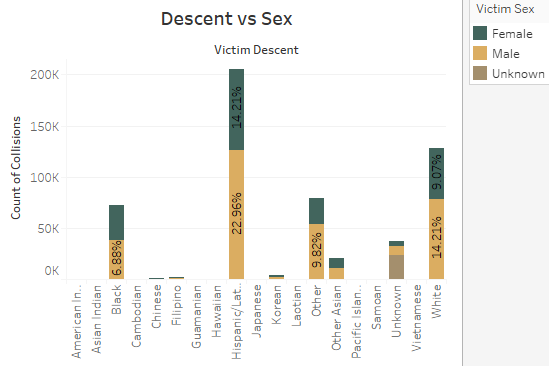 Descent vs Sex
Victim Descent
Victim Sex
Female
Male
Unknown
Count of Collisions
200K
150K
100K
50K
0K
6.88%
14.21%
22.96%
9.82%
9.07%
14.21%
American In..
Asian Indian
Black
Cambodian
Chinese
Filipino
Guamanian
Hawaiian
Hispanic/Lat..
Japanese
Korean
Laotian
Other
Other Asian
Pacific Islan..
Samoan
Unknown
Vietnamese
White